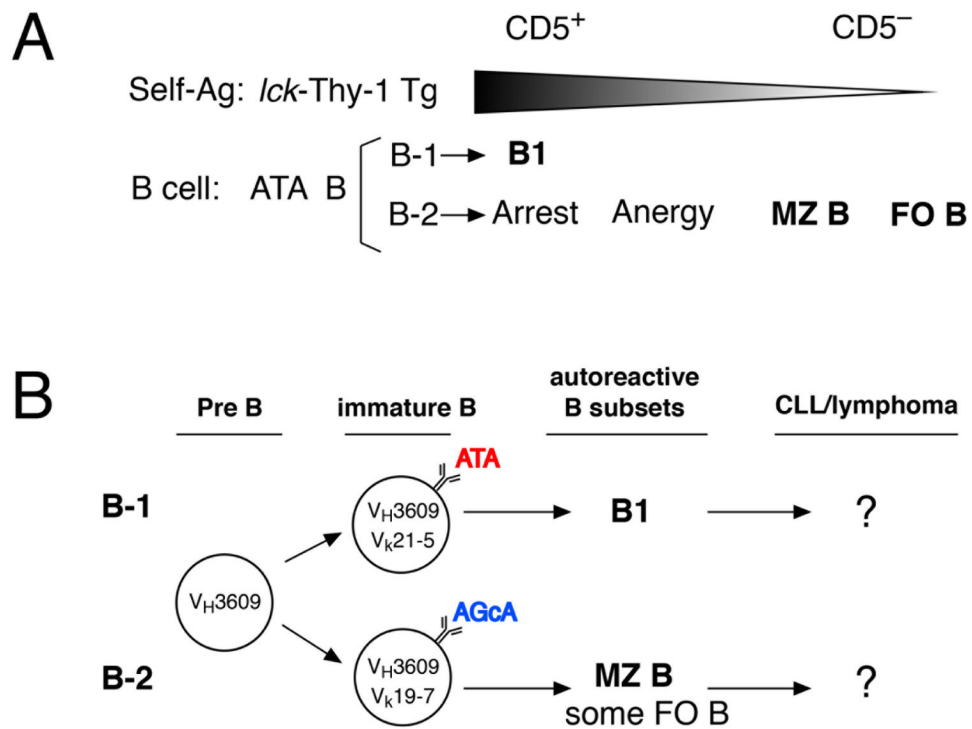 A
CD5+ CD5–
Self-Ag: lck-Thy-1 Tg
B-1 B1
B cell: ATA B
B-2 Arrest Anergy MZ B FO B
B
Pre B immature B autoreactive B subsets CLL/lymphoma
ATA
B-1
VH3609
Vk21-5
B1 ?
VH3609
AGcA
B-2
VH3609
Vk19-7
MZ B
some FO B
?